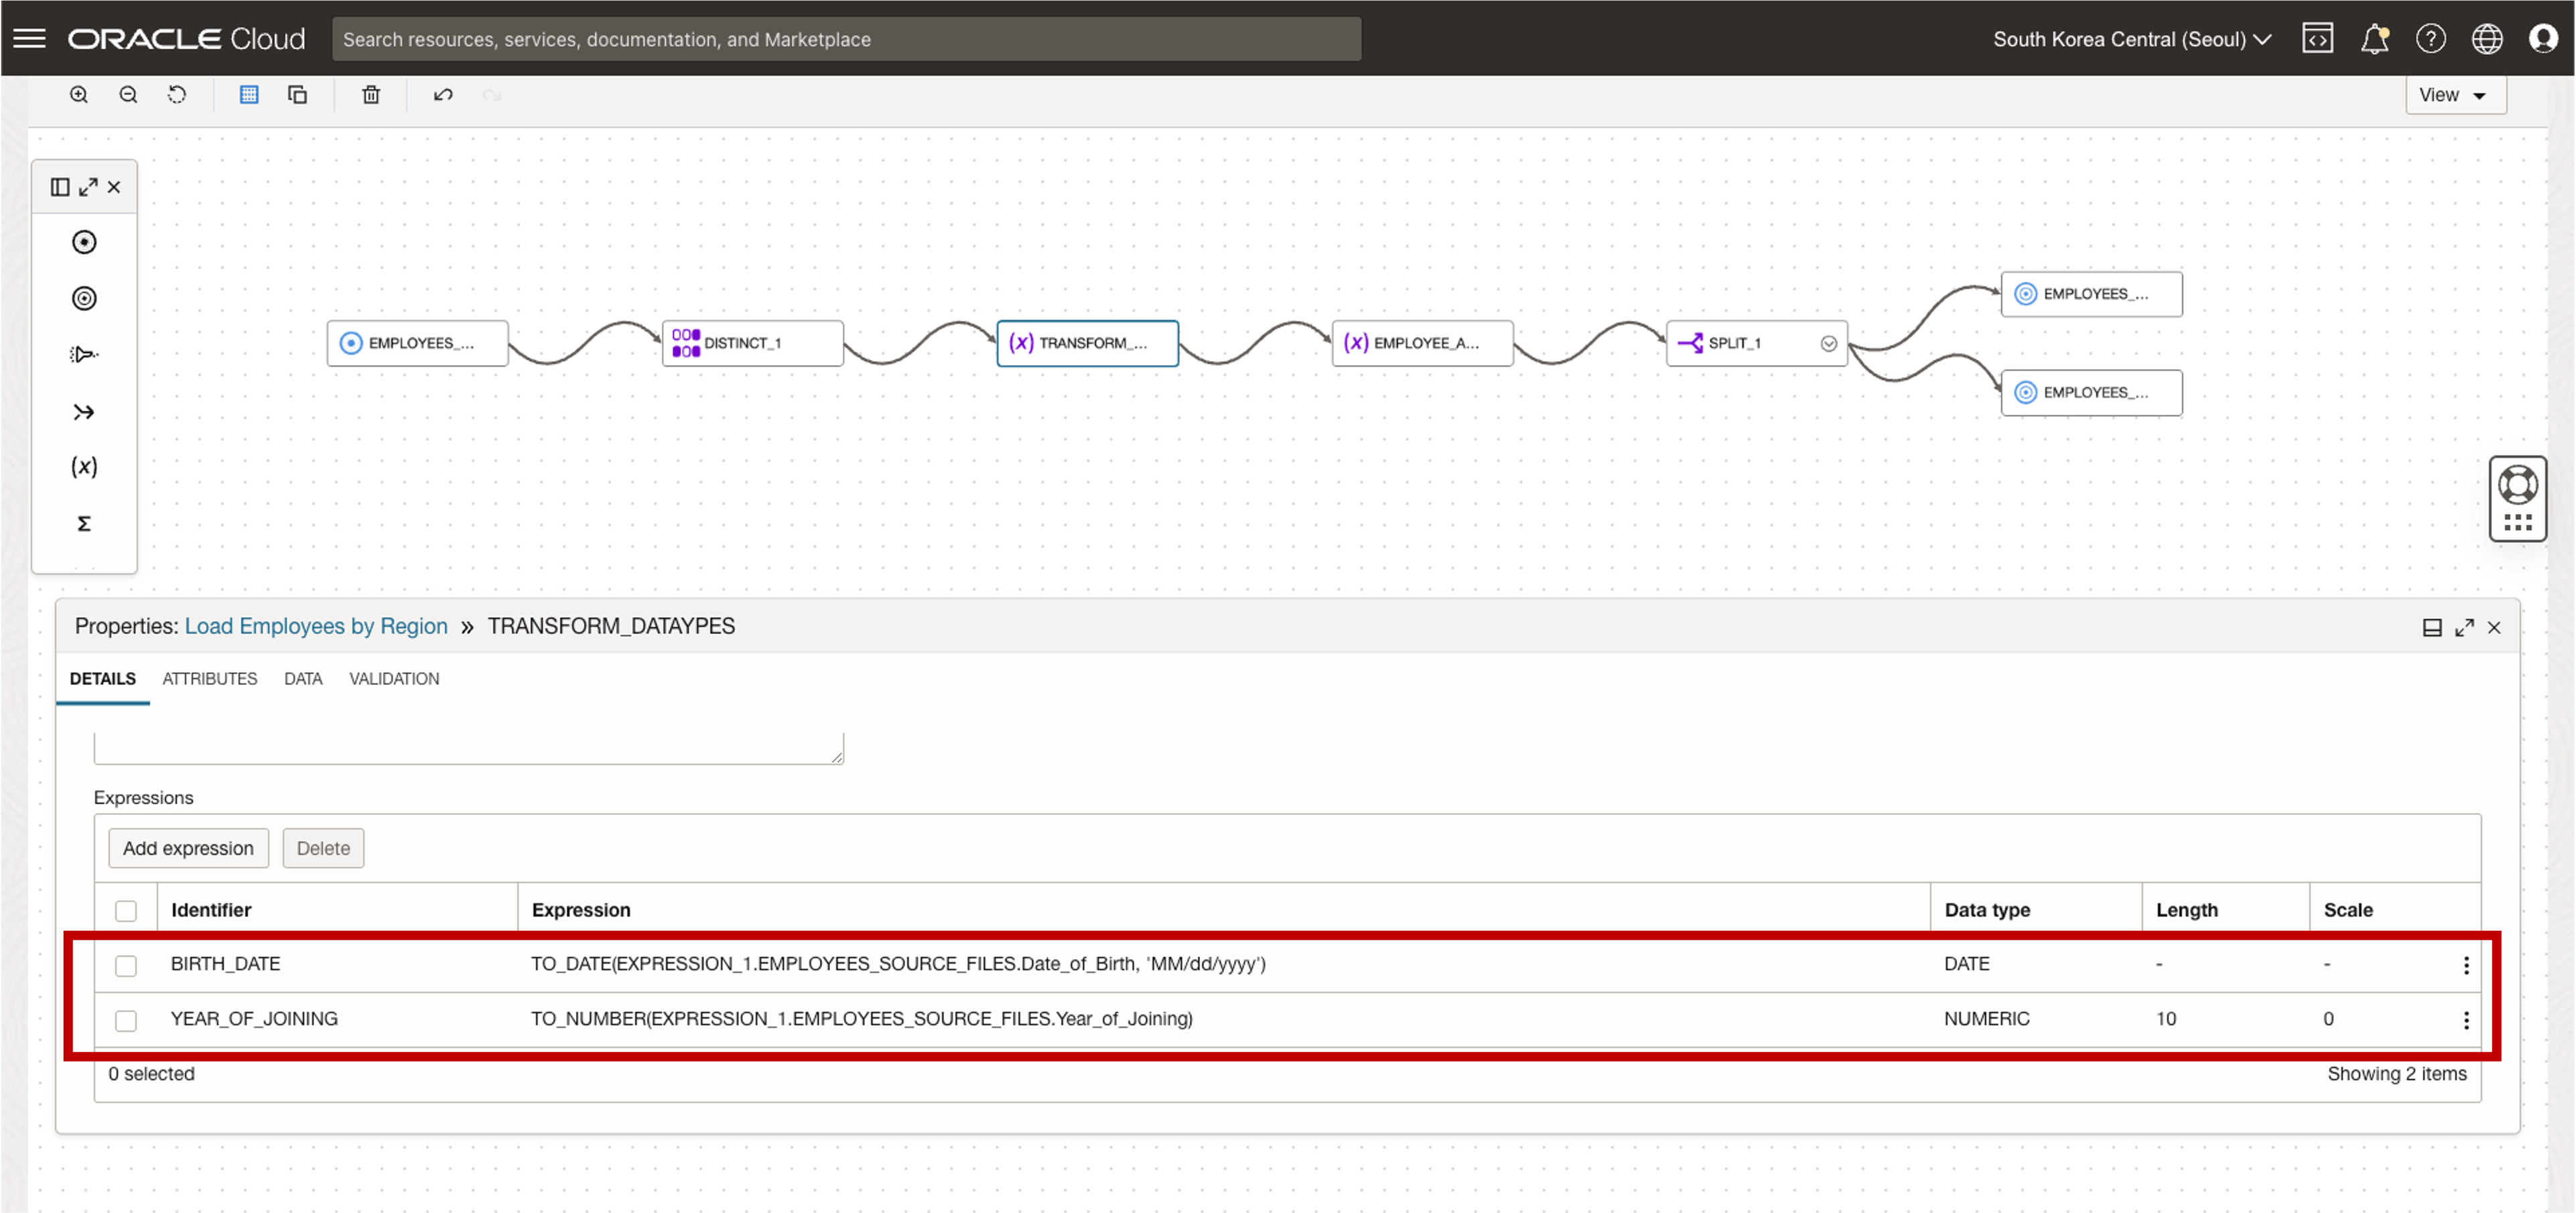 ORACLE Cloud
Search resources, services, documentation, and Marketplace
South Korea Central (Seoul)
View
EMPLOYEES_...
DISTINCT_1
(x) TRANSFORM_...
(x) EMPLOYEE_A...
SPLIT_1
EMPLOYEES_...
EMPLOYEES_...
(x)
Σ
Properties: Load Employees by Region » TRANSFORM_DATAYPES
DETAILS ATTRIBUTES DATA VALIDATION
Expressions
Add expression Delete
Identifier Expression Data type Length Scale
BIRTH_DATE TO_DATE(EXPRESSION_1.EMPLOYEES_SOURCE_FILES.Date_of_Birth, 'MM/dd/yyyy') DATE - -
YEAR_OF_JOINING TO_NUMBER(EXPRESSION_1.EMPLOYEES_SOURCE_FILES.Year_of_Joining) NUMERIC 10 0
0 selected Showing 2 items